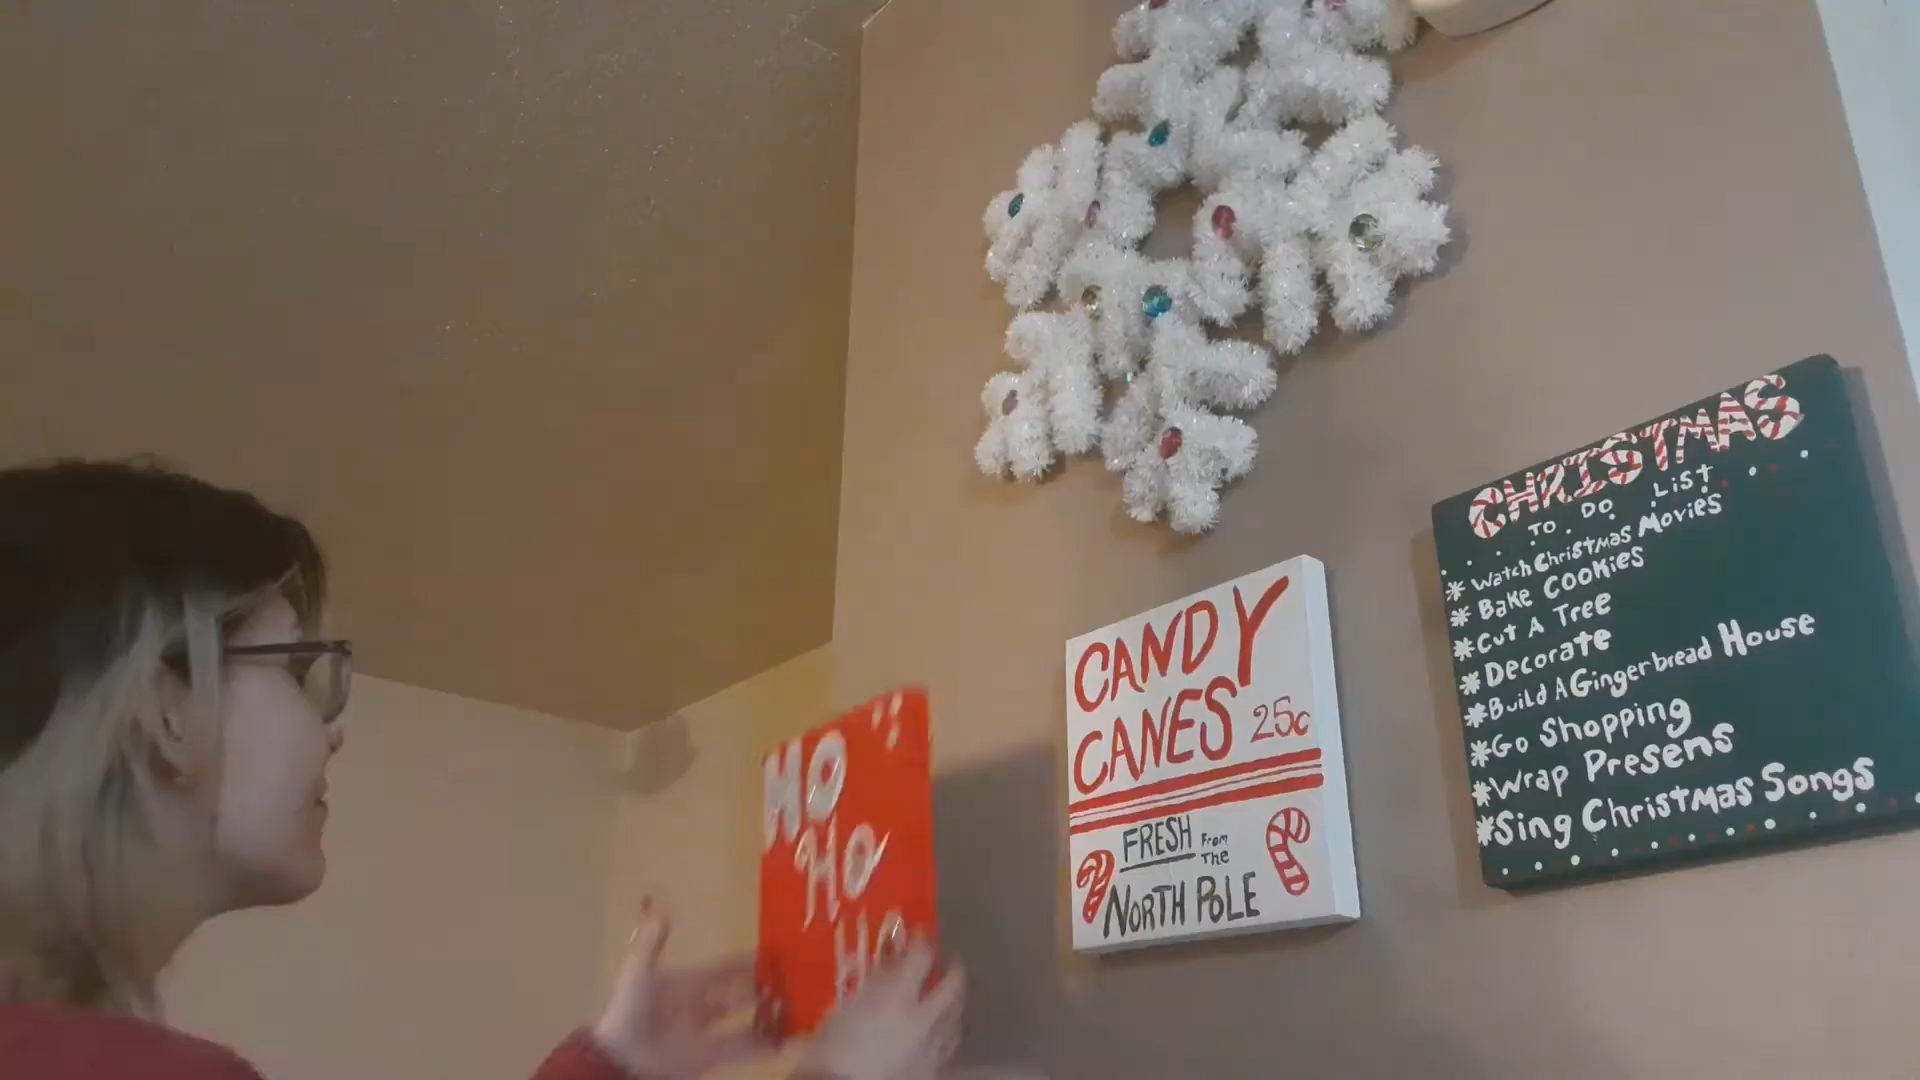 HO
HO
HO
CANDY
CANES 25c
FRESH From
The
NORTH POLE
CHRISTMAS
TO DO LIST
Watch Christmas Movies
Bake Cookies
Cut A Tree
Decorate
Build A Gingerbread House
Go Shopping
Wrap Presens
Sing Christmas Songs